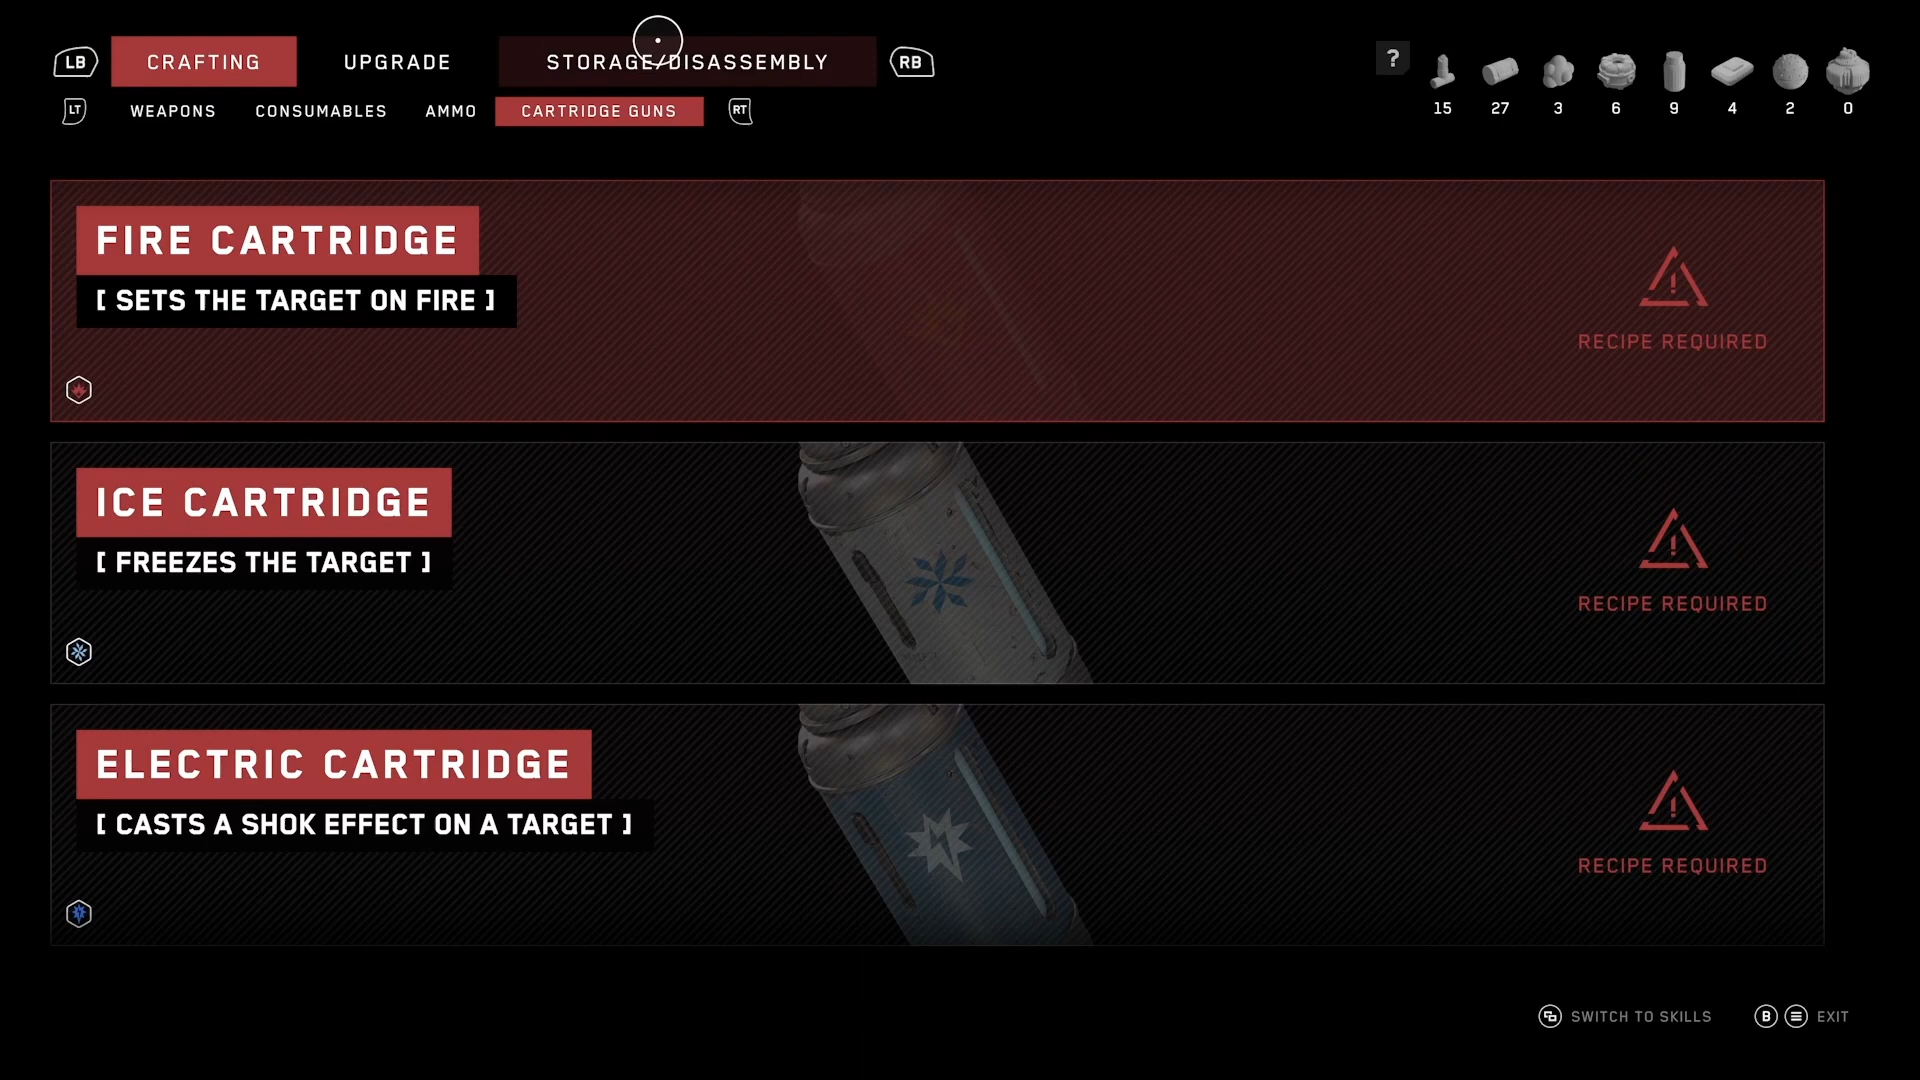 LB CRAFTING UPGRADE STORAGE/DISASSEMBLY RB
LT WEAPONS CONSUMABLES AMMO CARTRIDGE GUNS RT
?
15 27 3 6 9 4 2 0
FIRE CARTRIDGE
[ SETS THE TARGET ON FIRE ]
RECIPE REQUIRED
ICE CARTRIDGE
[ FREEZES THE TARGET ]
RECIPE REQUIRED
ELECTRIC CARTRIDGE
[ CASTS A SHOK EFFECT ON A TARGET ]
RECIPE REQUIRED
SWITCH TO SKILLS B EXIT